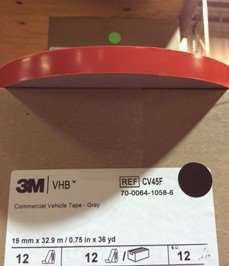 3M VHB™
REF CV45F
70-0064-1058-6
Commercial Vehicle Tape - Gray
19 mm x 32.9 m / 0.75 in x 36 yd
12 12 / 12